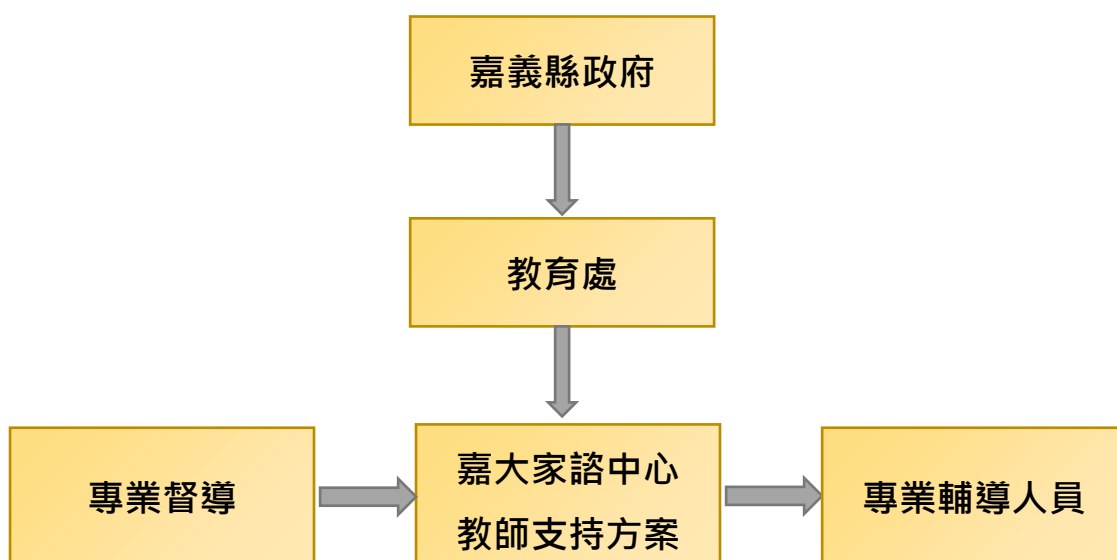 嘉義縣政府
教育處
專業督導
嘉大家諮中心
教師支持方案
專業輔導人員